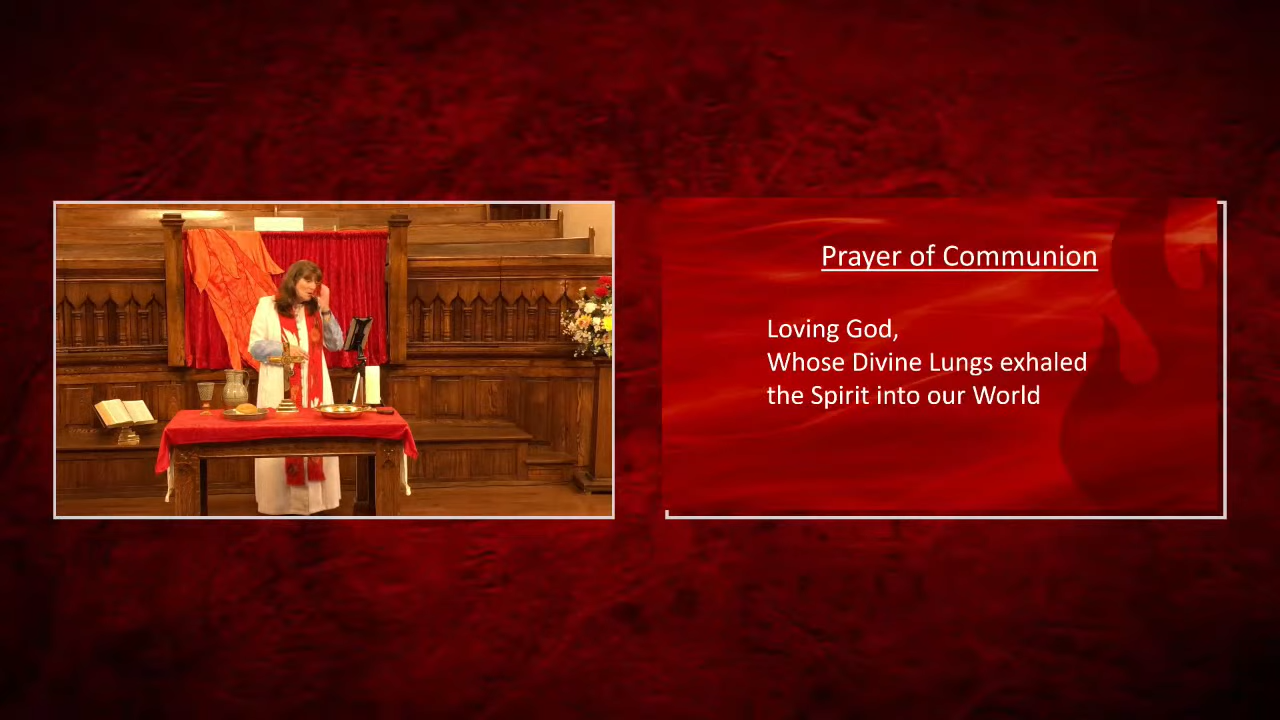 Prayer of Communion
Loving God,
Whose Divine Lungs exhaled
the Spirit into our World